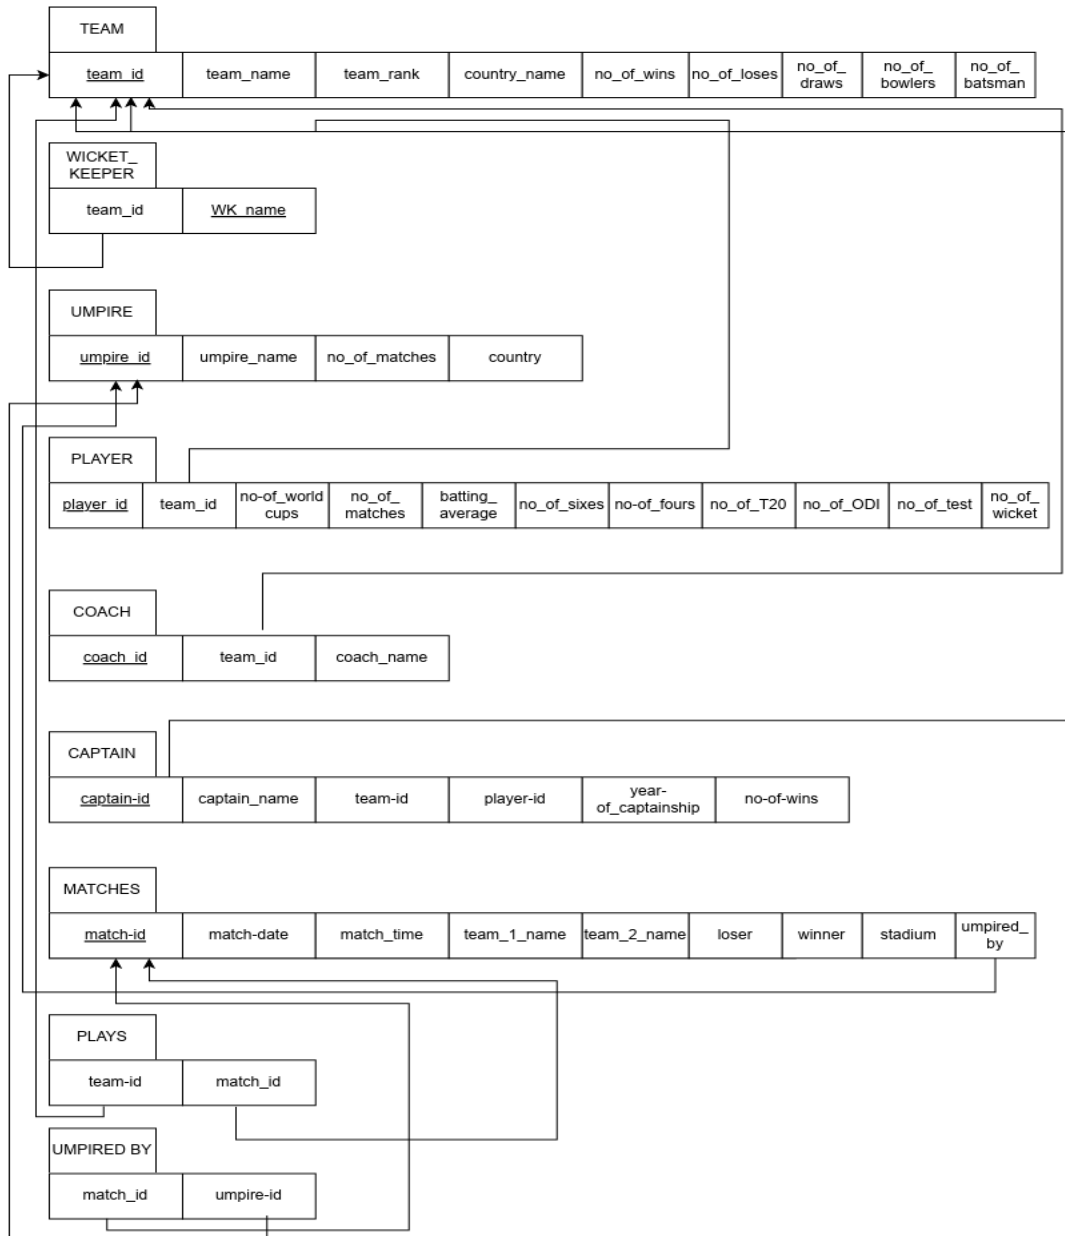 TEAM
team_id team_name team_rank country_name no_of_wins no_of_loses no_of_ draws no_of_ bowlers no_of_ batsman
WICKET_
KEEPER
team_id WK_name
UMPIRE
umpire_id umpire_name no_of_matches country
PLAYER
player_id team_id no-of_world cups no_of_ matches batting_ average no_of_sixes no-of_fours no_of_T20 no_of_ODI no_of_test no_of_ wicket
COACH
coach_id team_id coach_name
CAPTAIN
captain-id captain_name team-id player-id year- of_captainship no-of-wins
MATCHES
match-id match-date match_time team_1_name team_2_name loser winner stadium umpired_ by
PLAYS
team-id match_id
UMPIRED BY
match_id umpire-id